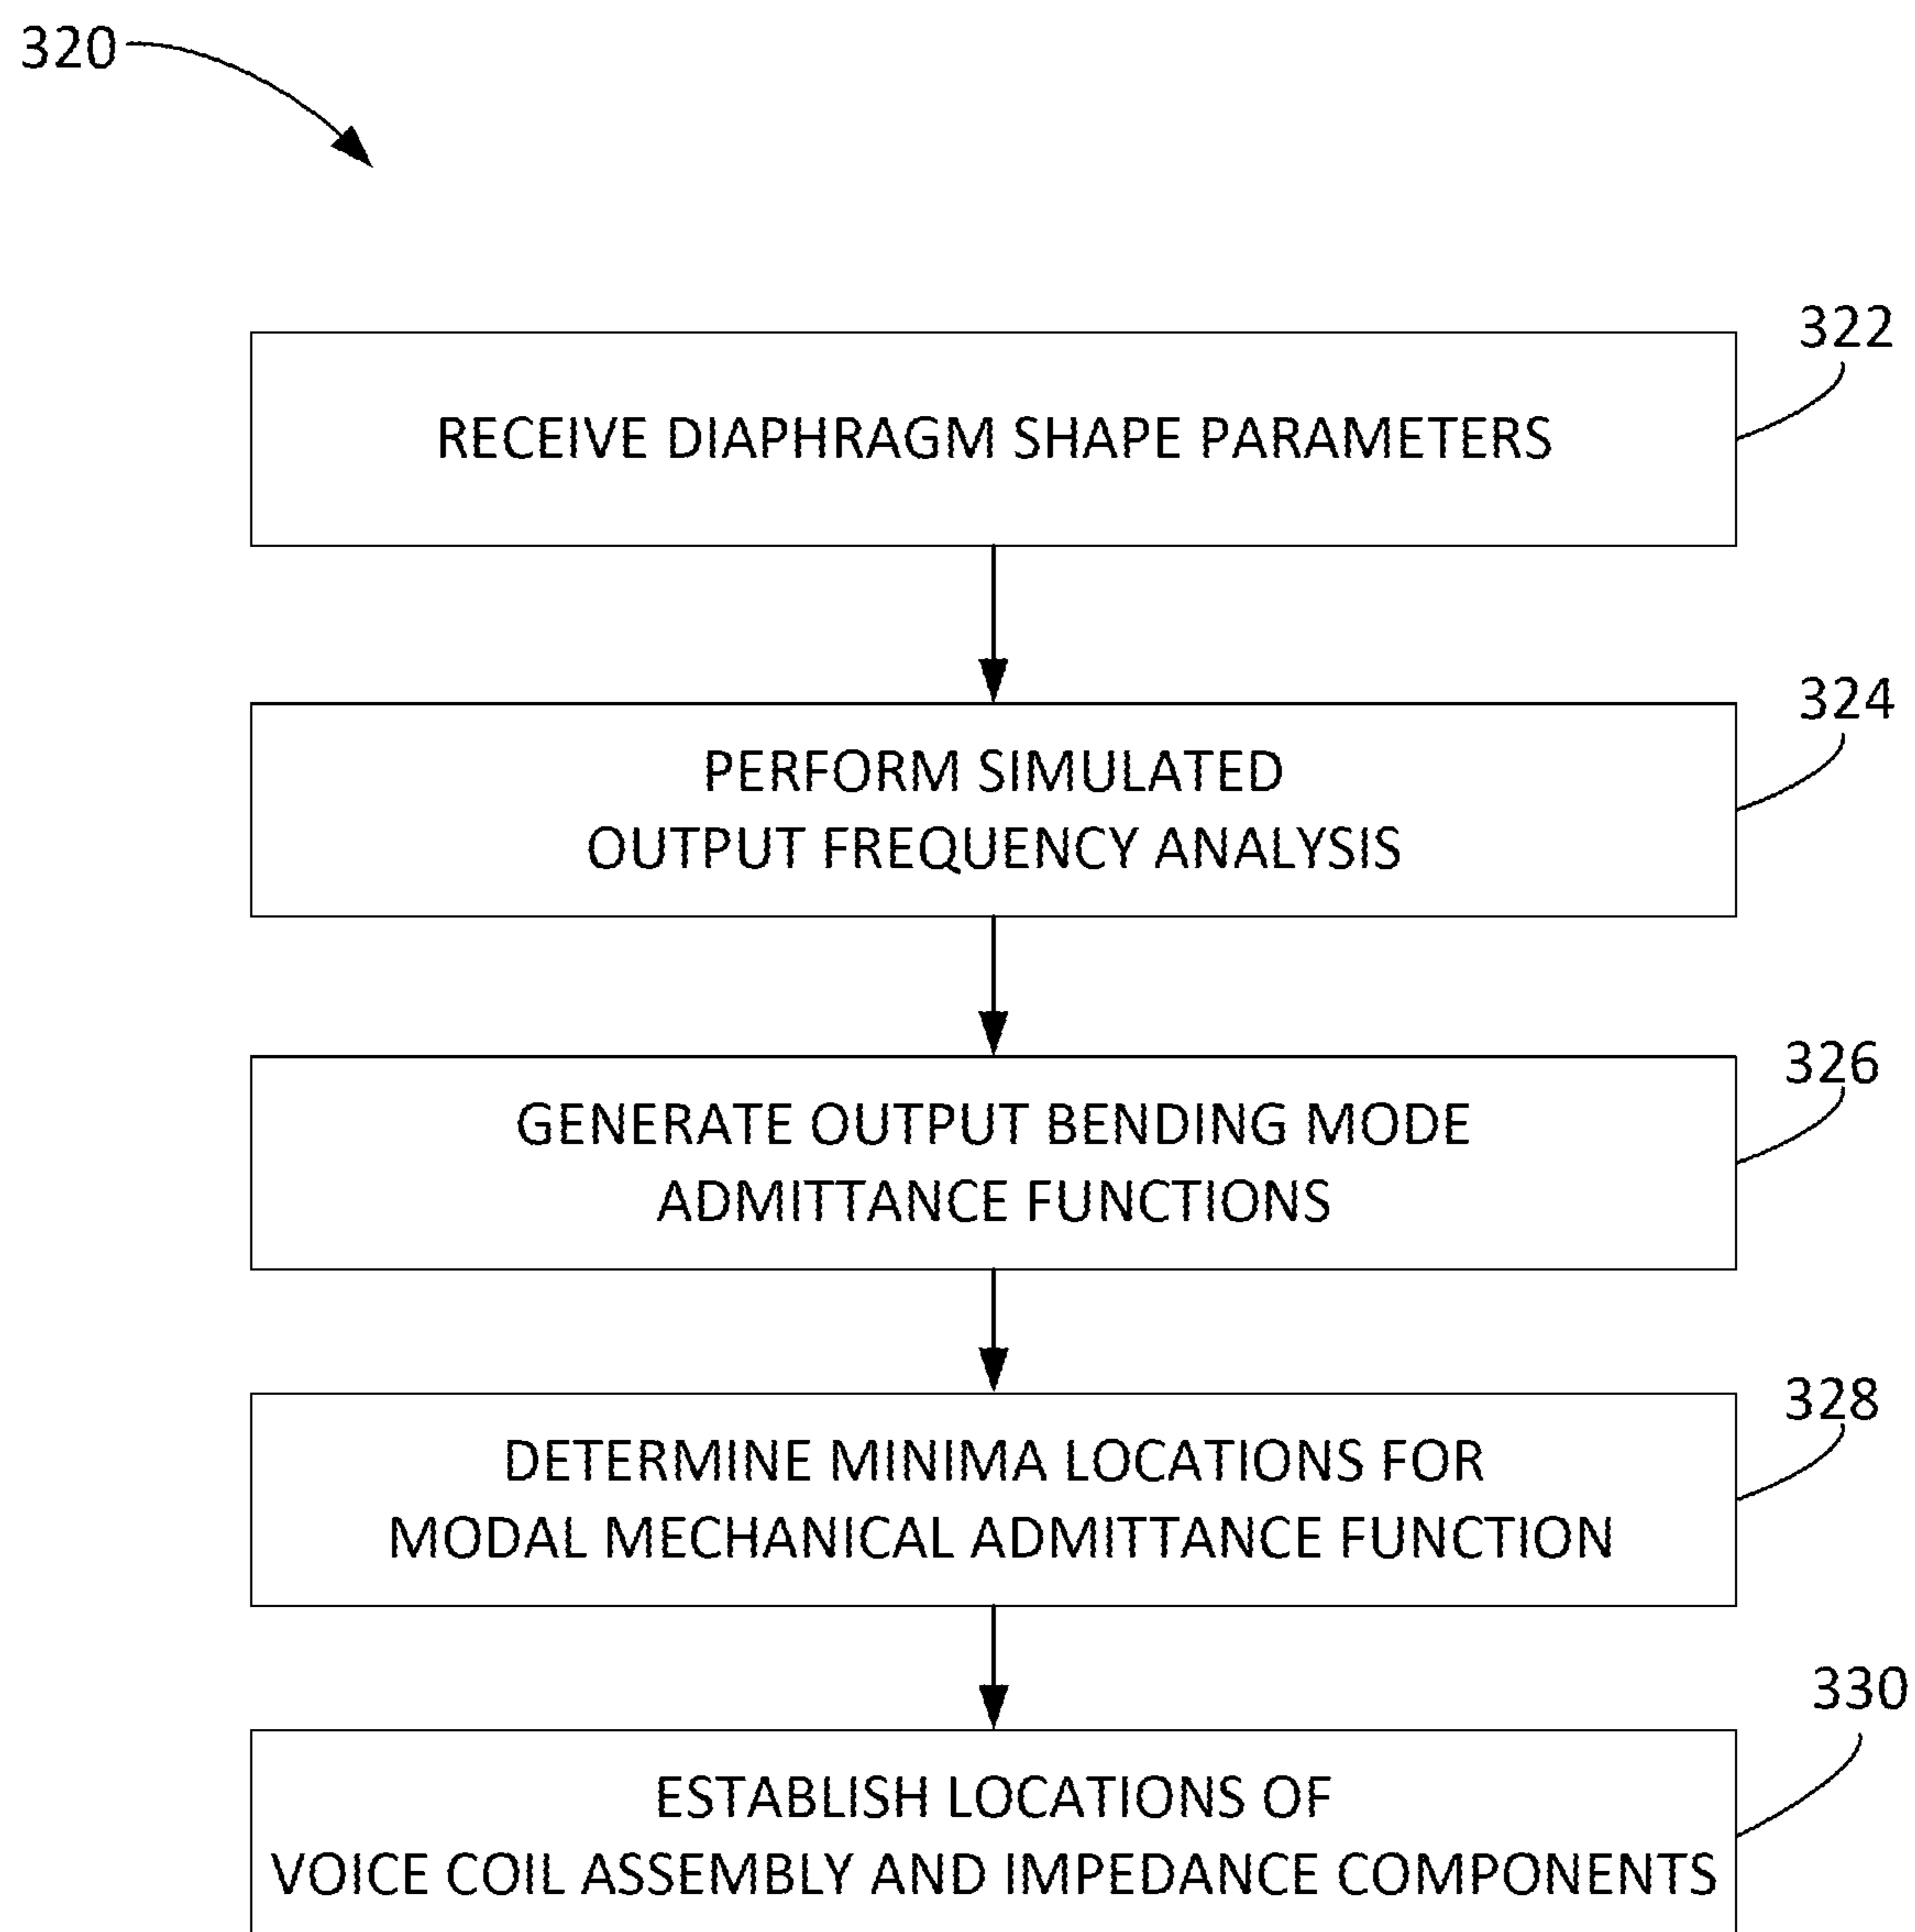 320
322
RECEIVE DIAPHRAGM SHAPE PARAMETERS
324
PERFORM SIMULATED
OUTPUT FREQUENCY ANALYSIS
326
GENERATE OUTPUT BENDING MODE
ADMITTANCE FUNCTIONS
328
DETERMINE MINIMA LOCATIONS FOR
MODAL MECHANICAL ADMITTANCE FUNCTION
330
ESTABLISH LOCATIONS OF
VOICE COIL ASSEMBLY AND IMPEDANCE COMPONENTS